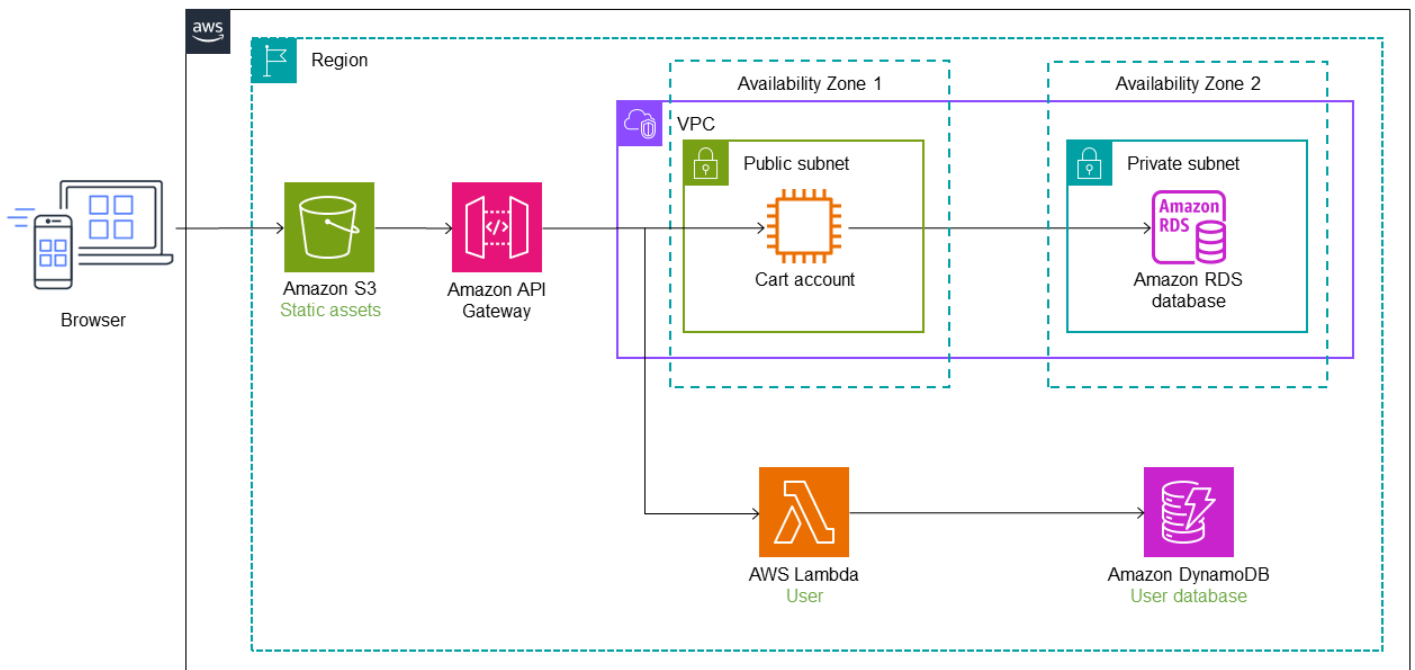 aws
Region
Availability Zone 1
Availability Zone 2
VPC
Public subnet
Private subnet
Amazon
RDS
</>
Cart account
Amazon S3
Static assets
Amazon API
Gateway
Amazon RDS
database
Browser
AWS Lambda
User
Amazon DynamoDB
User database